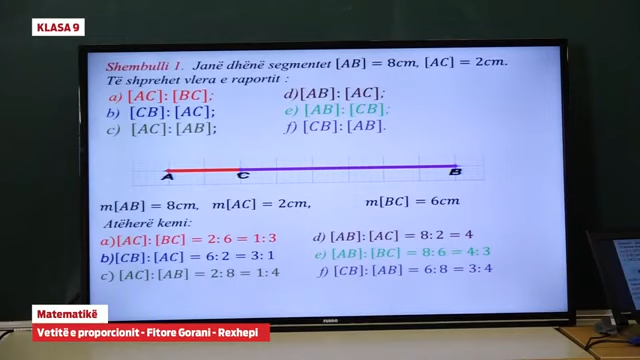 KLASA 9
Shembulli 1. Janë dhënë segmentet [AB] = 8cm, [AC] = 2cm.
Të shprehet vlera e raportit :
a) [AC]: [BC]; d)[AB]: [AC];
b) [CB]: [AC]; e) [AB]: [CB];
c) [AC]: [AB]; f) [CB]: [AB].
A C B
m[AB] = 8cm, m[AC] = 2cm, m[BC] = 6cm
Atëherë kemi:
a)[AC]: [BC] = 2: 6 = 1: 3 d) [AB]: [AC] = 8: 2 = 4
b)[CB]: [AC] = 6: 2 = 3: 1 e) [AB]: [BC] = 8: 6 = 4: 3
c) [AC]: [AB] = 2: 8 = 1: 4 f) [CB]: [AB] = 6: 8 = 3: 4
Matematikë
Vetitë e proporcionit - Fitore Gorani - Rexhepi